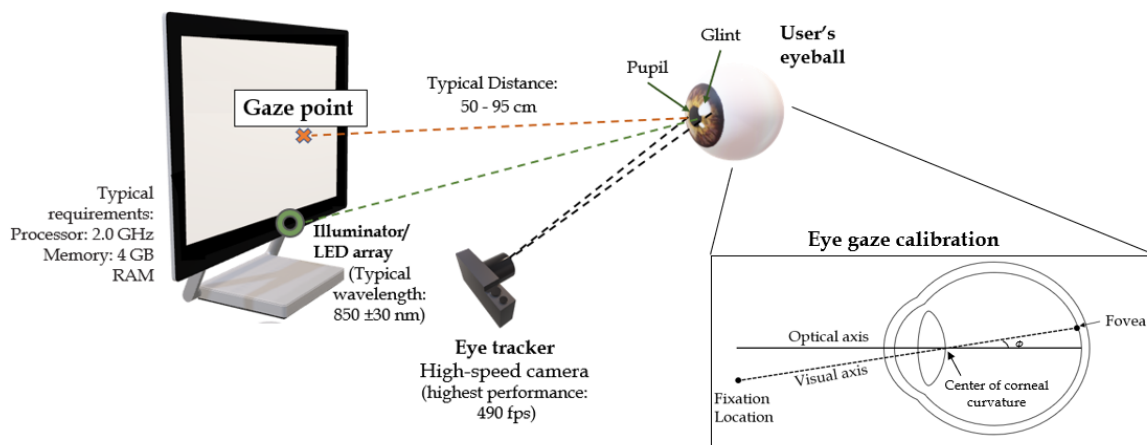 Gaze point
Typical
requirements:
Processor: 2.0 GHz
Memory: 4 GB
RAM
Typical Distance:
50 - 95 cm
Pupil
Glint
User's
eyeball
Illuminator/
LED array
(Typical
wavelength:
850 ±30 nm)
Eye tracker
High-speed camera
(highest performance:
490 fps)
Eye gaze calibration
Optical axis
Visual axis
Fixation
Location
Center of corneal
curvature
Fovea